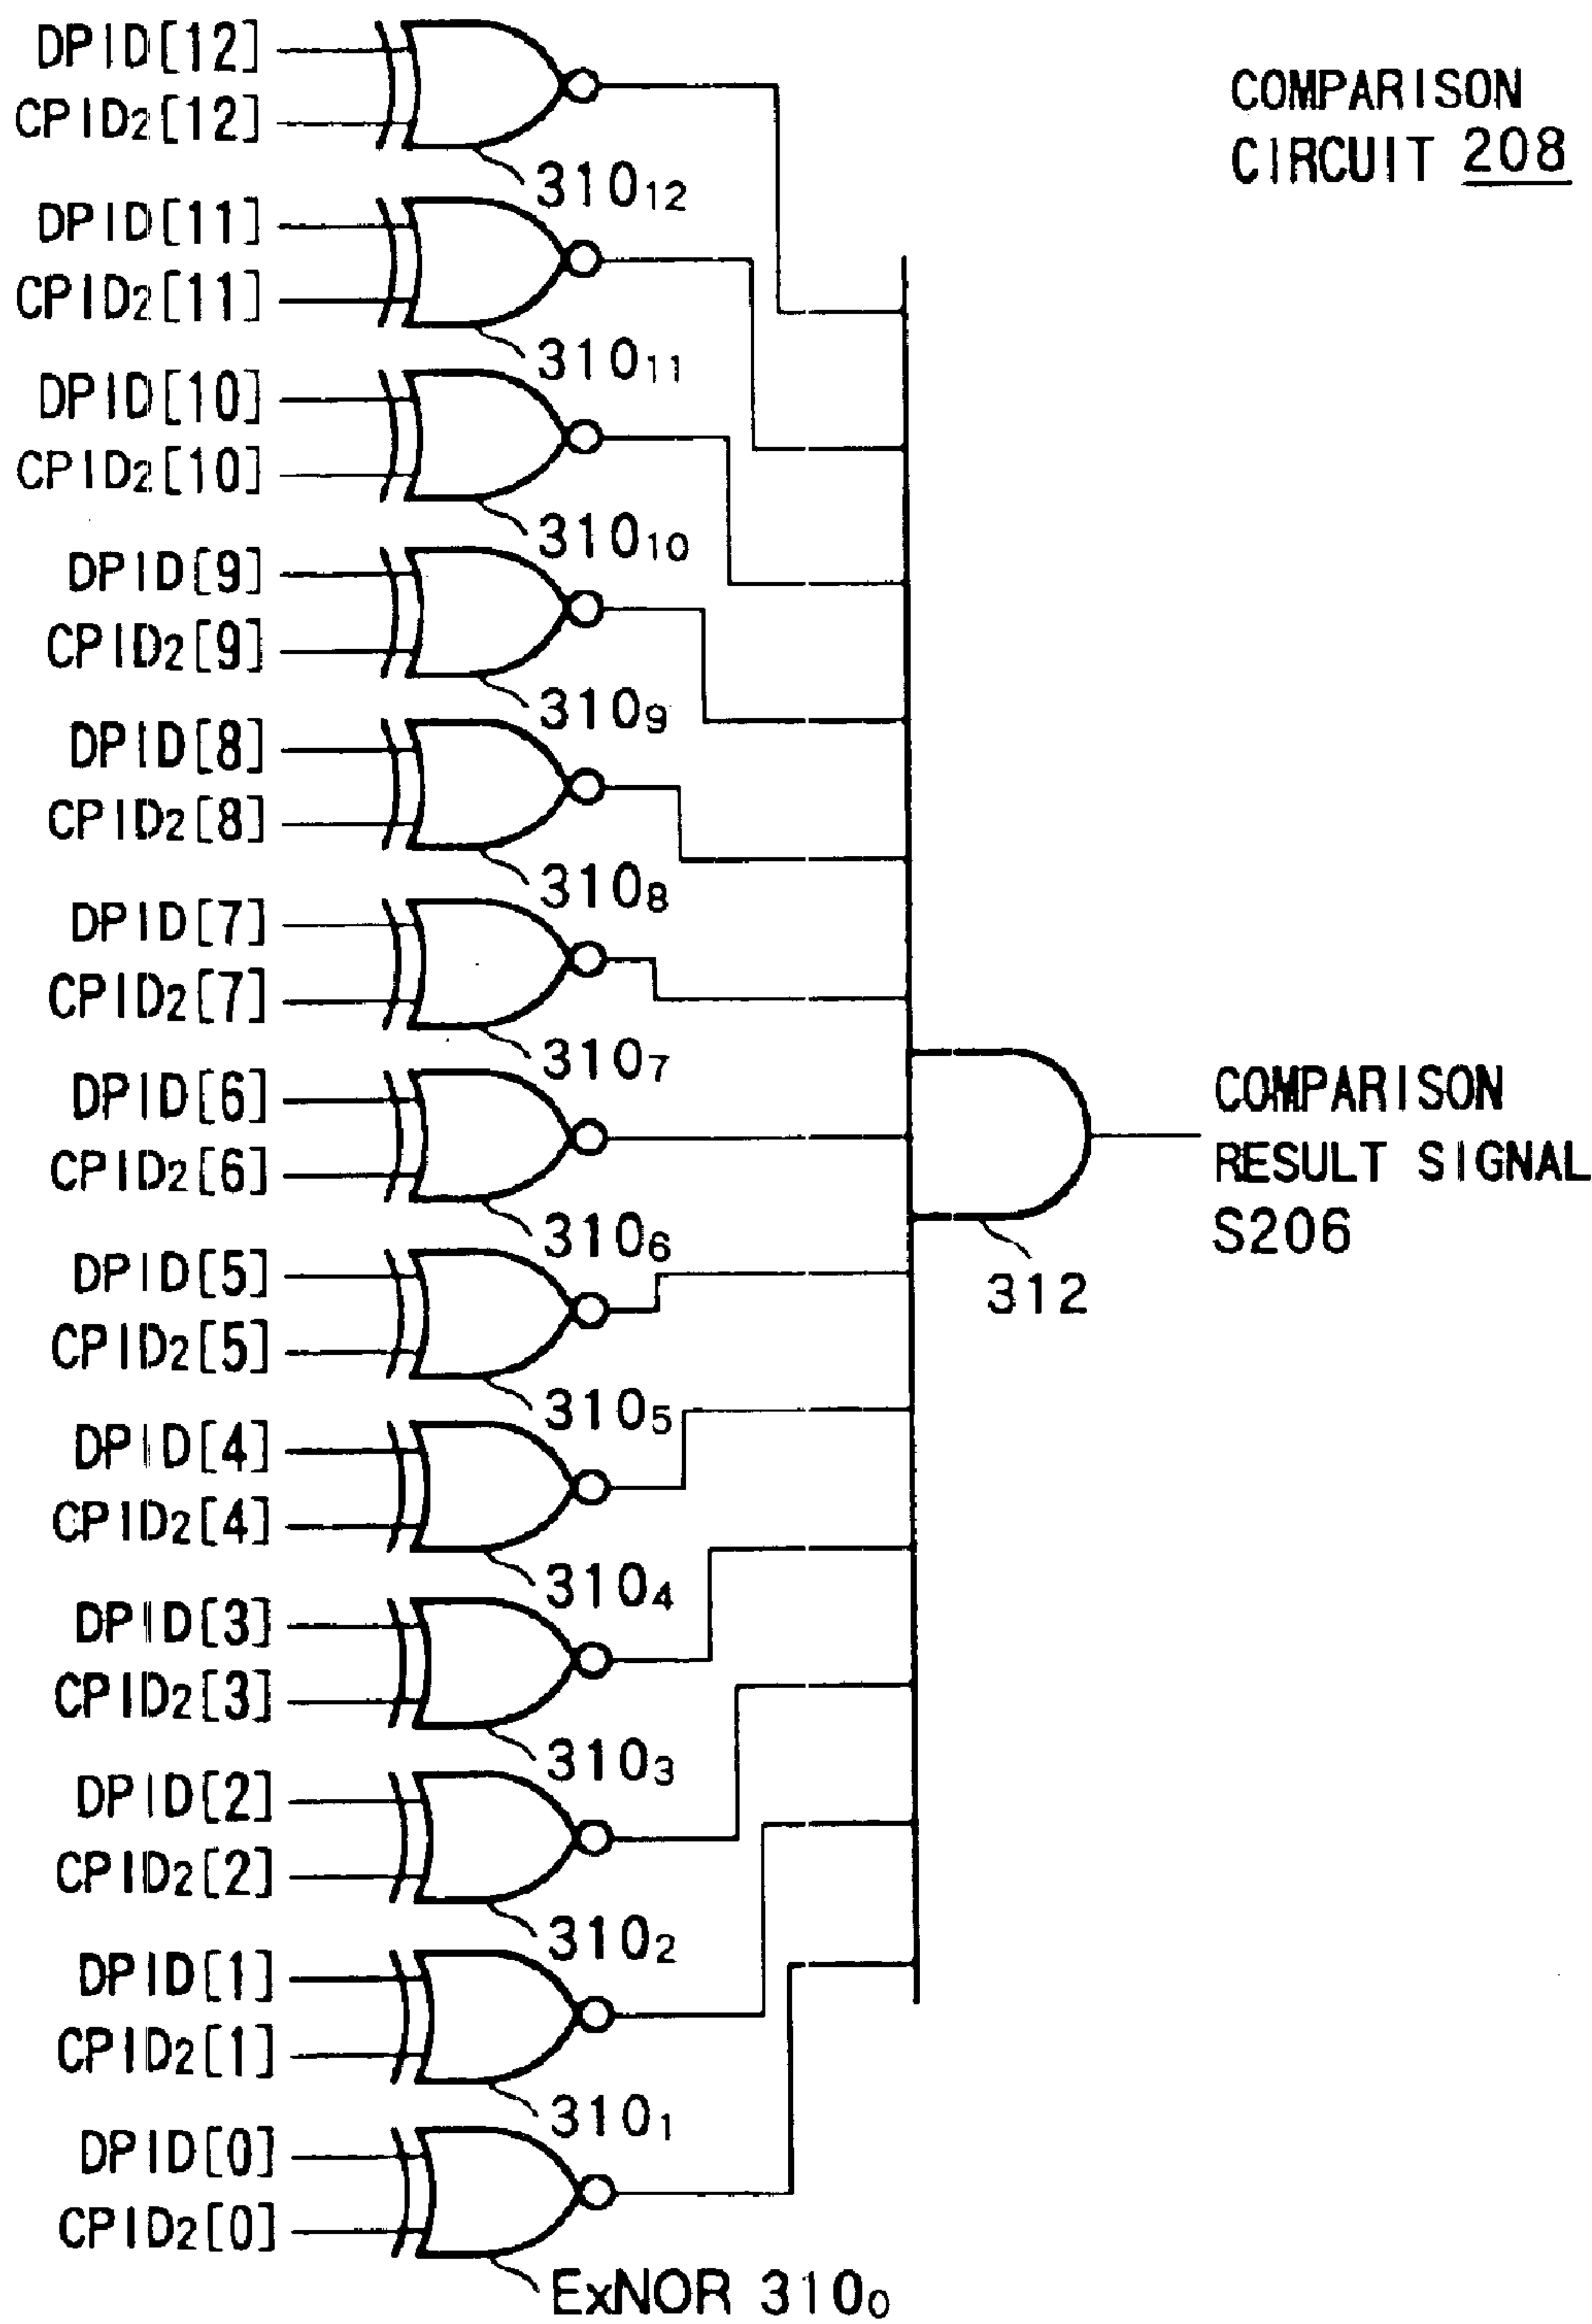 DPID[12]
CPID2[12]
31012
COMPARISON
CIRCUIT 208
DPID[11]
CPID2[11]
31011
DPID[10]
CPID2[10]
31010
DPID[9]
CPID2[9]
3109
DPID[8]
CPID2[8]
3108
DPID[7]
CPID2[7]
3107
DPID[6]
CPID2[6]
3106
COMPARISON
RESULT SIGNAL
S206
312
DPID[5]
CPID2[5]
3105
DPID[4]
CPID2[4]
3104
DPID[3]
CPID2[3]
3103
DPID[2]
CPID2[2]
3102
DPID[1]
CPID2[1]
3101
DPID[0]
CPID2[0]
ExNOR 3100